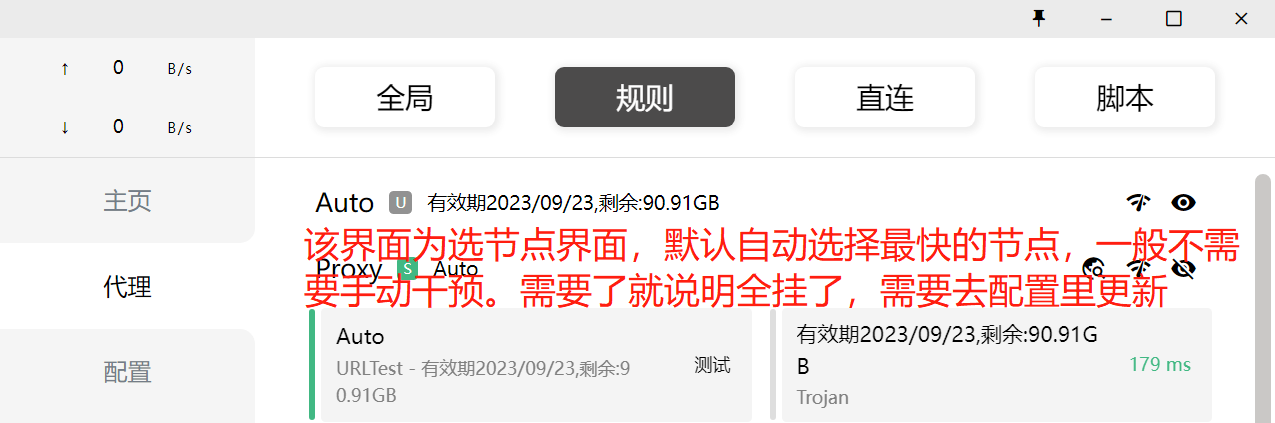 ↑ 0 B/s
↓ 0 B/s
主页
代理
配置
全局 规则 直连 脚本
Auto U 有效期2023/09/23,剩余:90.91GB
该界面为选节点界面，默认自动选择最快的节点，一般不需
要手动干预。需要了就说明全挂了，需要去配置里更新
Proxy S Auto
Auto
URLTest - 有效期2023/09/23,剩余:9
0.91GB
测试
有效期2023/09/23,剩余:90.91G
B
Trojan
179 ms